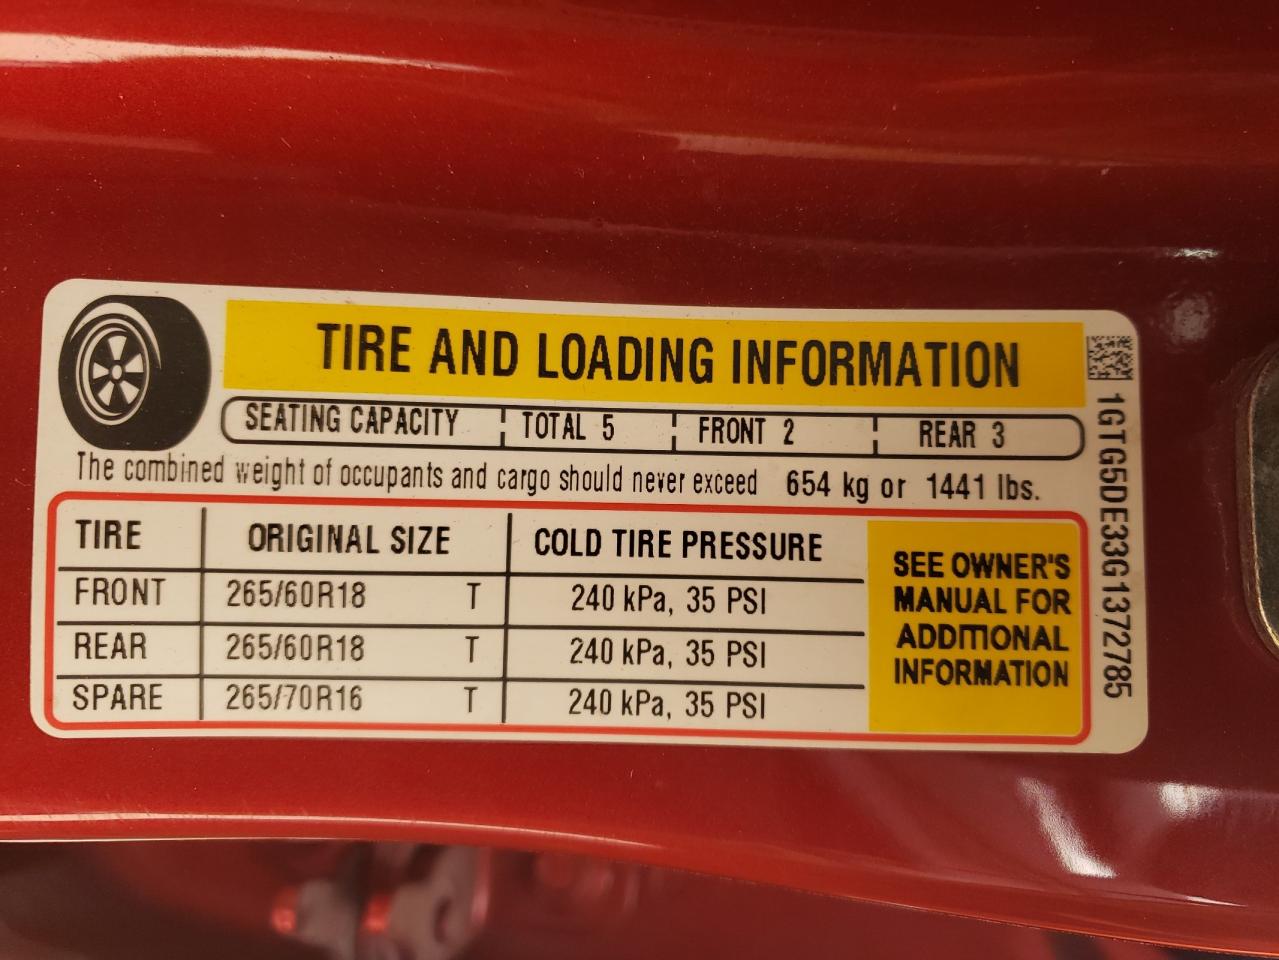 TIRE AND LOADING INFORMATION
SEATING CAPACITY TOTAL 5 FRONT 2 REAR 3
The combined weight of occupants and cargo should never exceed 654 kg or 1441 lbs.
TIRE ORIGINAL SIZE COLD TIRE PRESSURE
FRONT 265/60R18 T 240 kPa, 35 PSI
REAR 265/60R18 T 240 kPa, 35 PSI
SPARE 265/70R16 T 240 kPa, 35 PSI
SEE OWNER'S
MANUAL FOR
ADDITIONAL
INFORMATION
1GTG5DE33G1372785